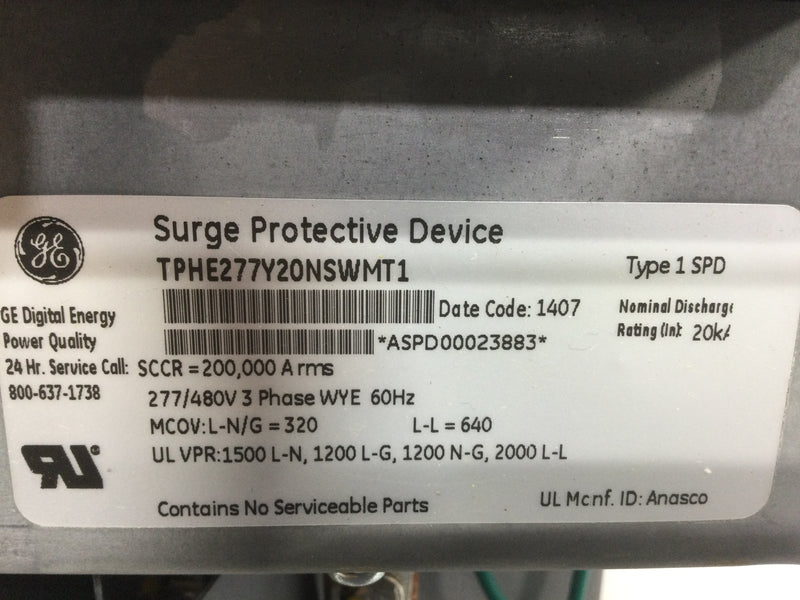 GE
Surge Protective Device
TPHE277Y20NSWMT1
Type 1 SPD
GE Digital Energy
Power Quality
24 Hr. Service Call:
800-637-1738
Date Code: 1407
*ASPD00023883*
Nominal Discharge
Rating (In): 20kA
SCCR = 200,000 A rms
277/480V 3 Phase WYE 60Hz
MCOV: L-N/G = 320 L-L = 640
UL VPR: 1500 L-N, 1200 L-G, 1200 N-G, 2000 L-L
Contains No Serviceable Parts
UL Mcnf. ID: Anasco